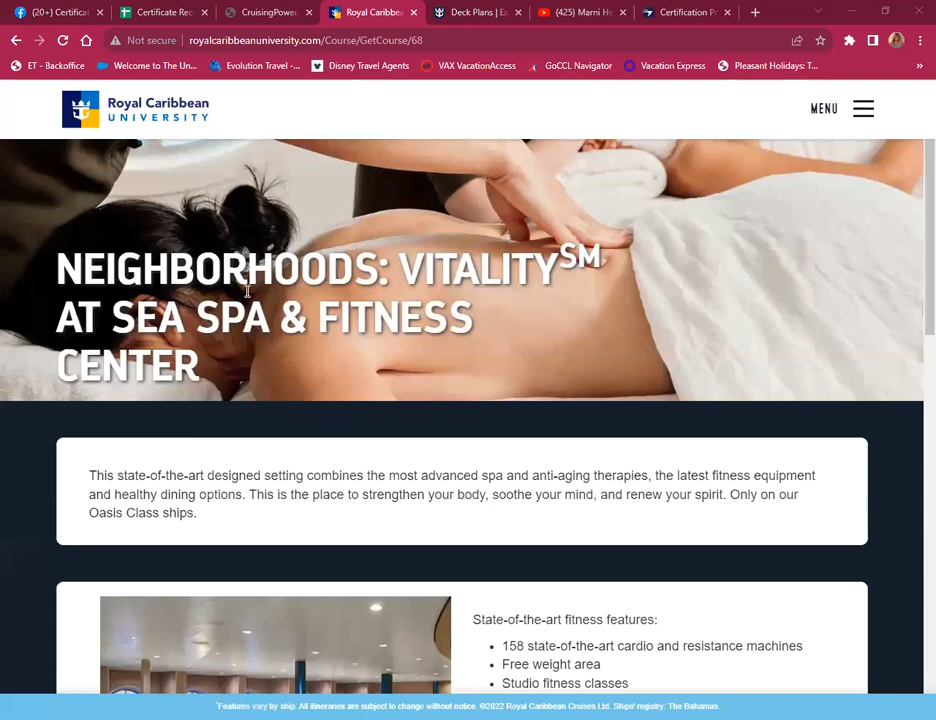 (20+) Certificat
Certificate Rec
CruisingPower.
Royal Caribbea
Deck Plans | Ex
(425) Marni He
Certification Pr
Not secure
royalcaribbeanuniversity.com/Course/GetCourse/68
ET - Backoffice
Welcome to The Un...
Evolution Travel -...
Disney Travel Agents
VAX VacationAccess
GoCCL Navigator
Vacation Express
Pleasant Holidays: T...
»
Royal Caribbean
UNIVERSITY
MENU
NEIGHBORHOODS: VITALITY℠
AT SEA SPA & FITNESS
CENTER
This state-of-the-art designed setting combines the most advanced spa and anti-aging therapies, the latest fitness equipment
and healthy dining options. This is the place to strengthen your body, soothe your mind, and renew your spirit. Only on our
Oasis Class ships.
State-of-the-art fitness features:
• 158 state-of-the-art cardio and resistance machines
• Free weight area
• Studio fitness classes
*Features vary by ship. All itineraries are subject to change without notice. ©2022 Royal Caribbean Cruises Ltd. Ships' registry: The Bahamas.